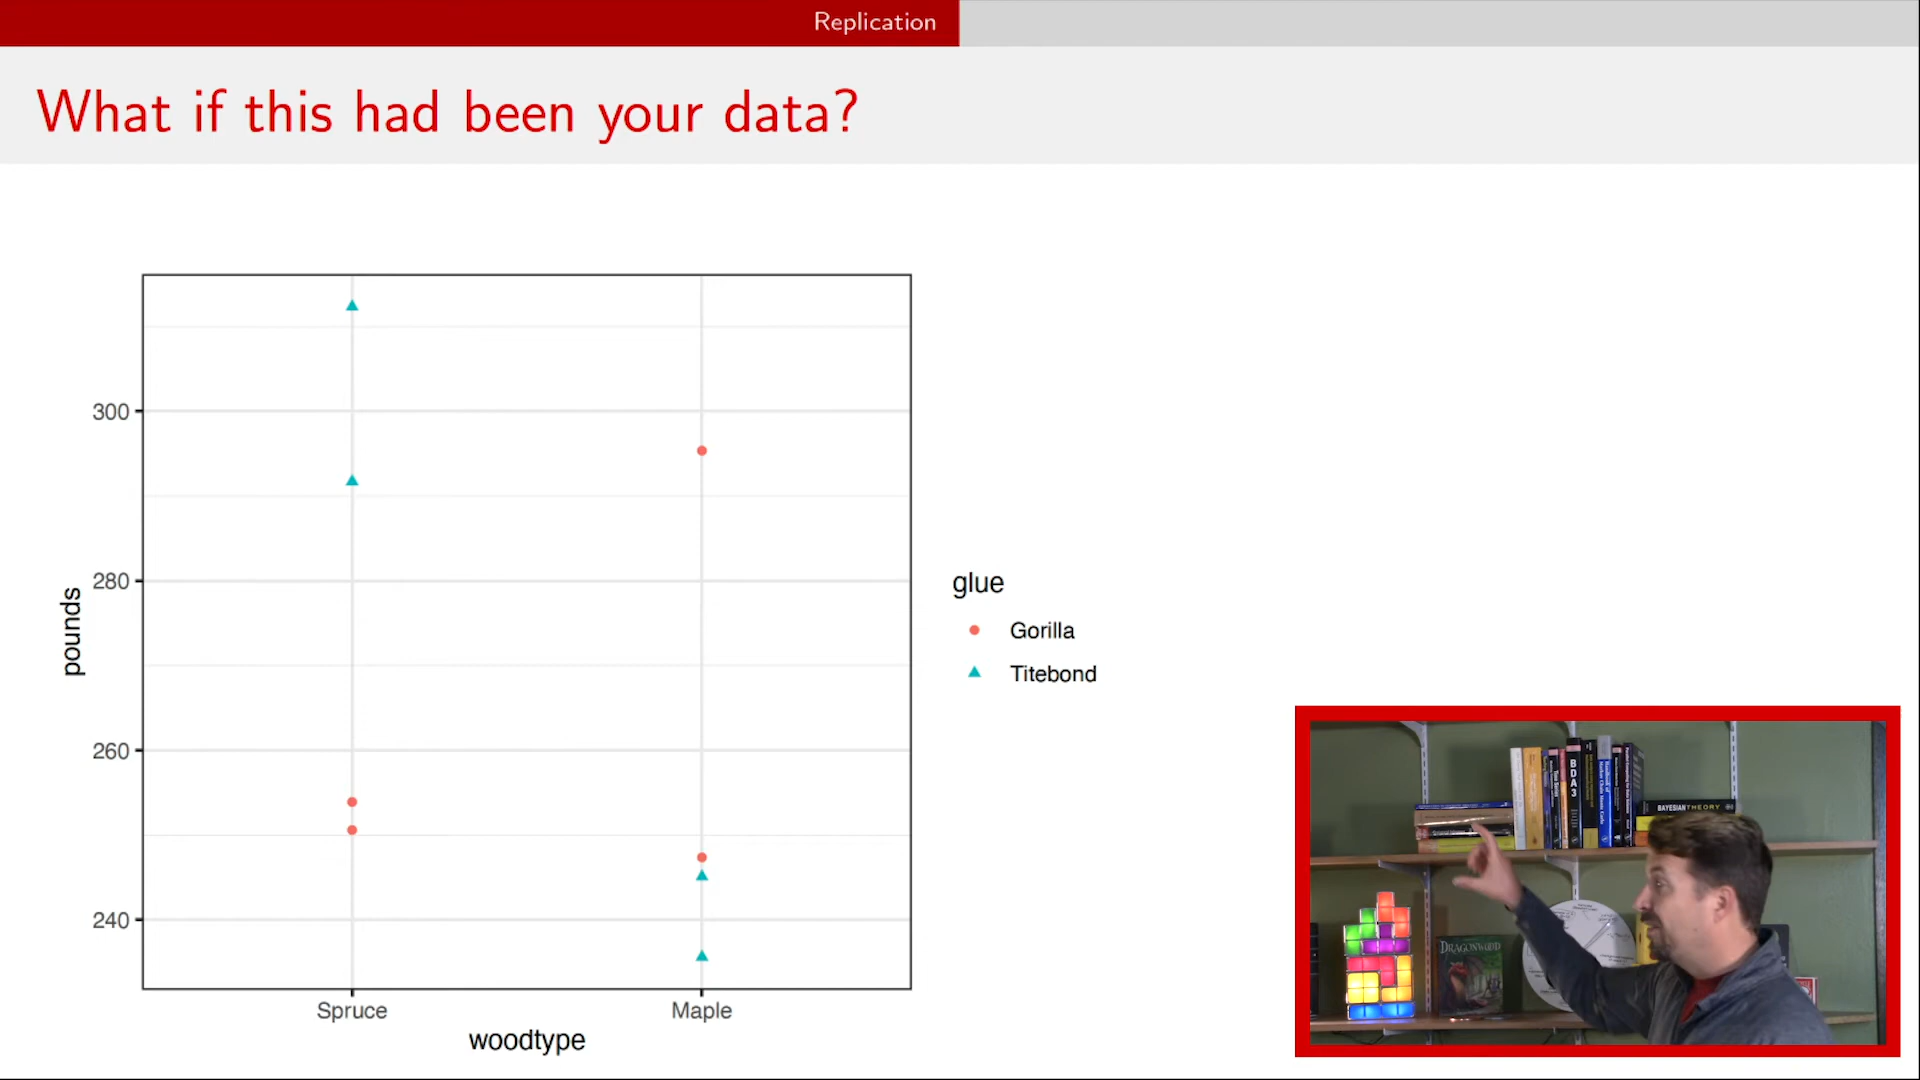 Replication
What if this had been your data?
300
280
260
240
pounds
Spruce
Maple
woodtype
glue
Gorilla
Titebond
BDA3
BAYESIAN THEORY
DRAGONWOOD